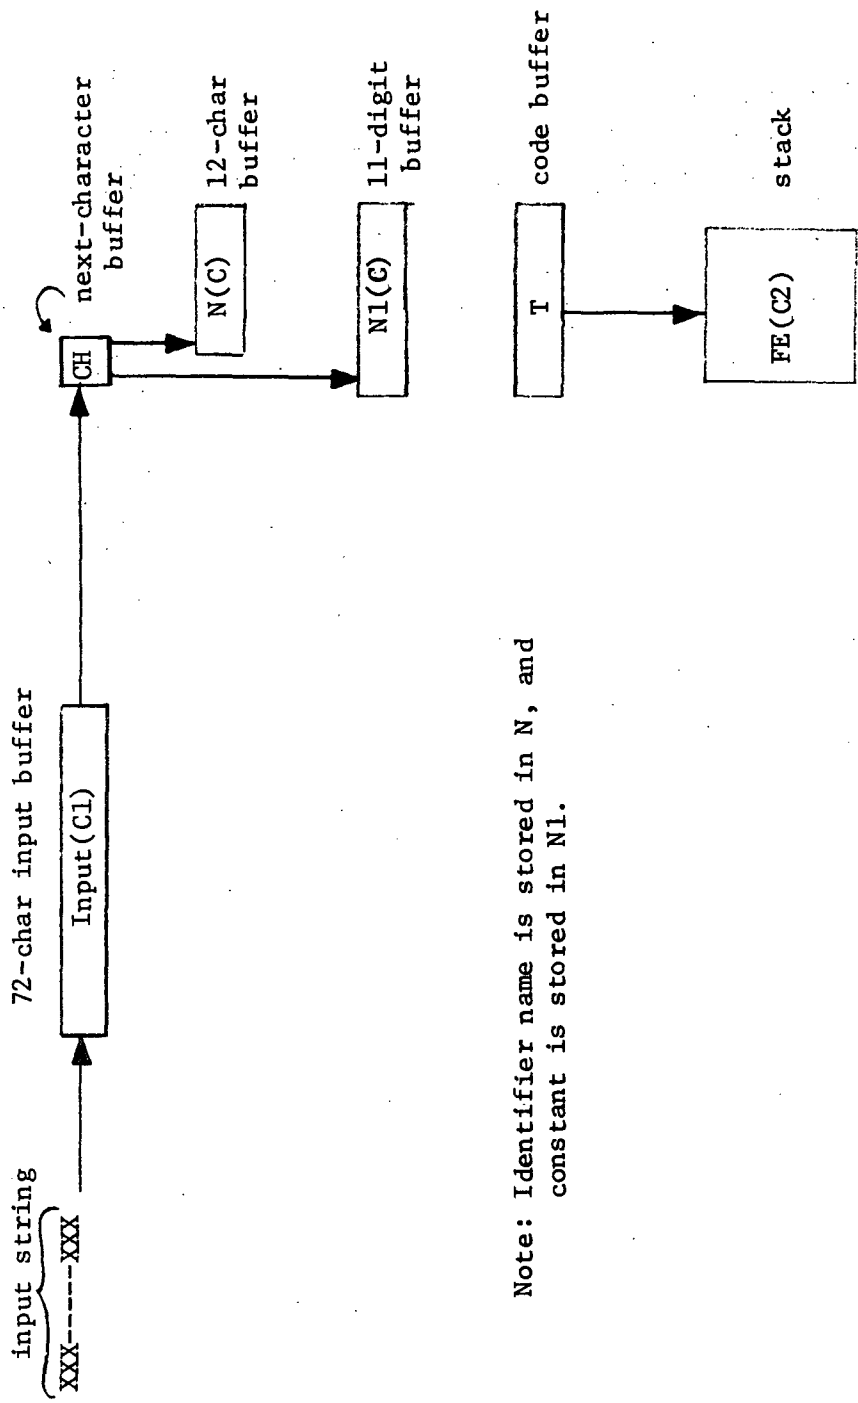 input string
XXX------XXX
72-char input buffer
Input(C1)
CH
next-character
buffer
N(C)
12-char
buffer
N1(C)
11-digit
buffer
T
code buffer
FE(C2)
stack
Note: Identifier name is stored in N, and
constant is stored in N1.